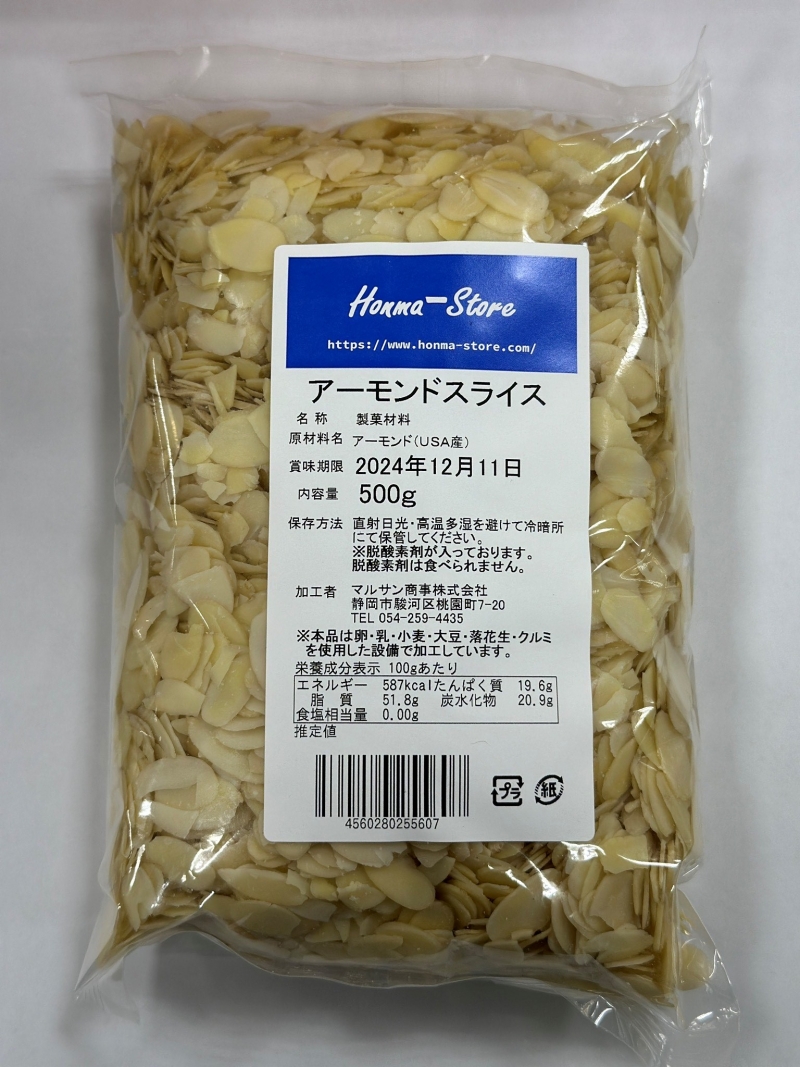 Honma-Store
https://www.honma-store.com/
アーモンドスライス
名称 製菓材料
原材料名 アーモンド(USA産)
賞味期限 2024年12月11日
内容量 500g
保存方法 直射日光・高温多湿を避けて冷暗所
にて保管してください。
※脱酸素剤が入っております。
脱酸素剤は食べられません。
加工者 マルサン商事株式会社
静岡市駿河区桃園町7-20
TEL 054-259-4435
※本品は卵・乳・小麦・大豆・落花生・クルミ
を使用した設備で加工しています。
栄養成分表示 100gあたり
エネルギー 587kcal たんぱく質 19.6g
脂質 51.8g 炭水化物 20.9g
食塩相当量 0.00g
推定値
プラ 紙
4560280255607